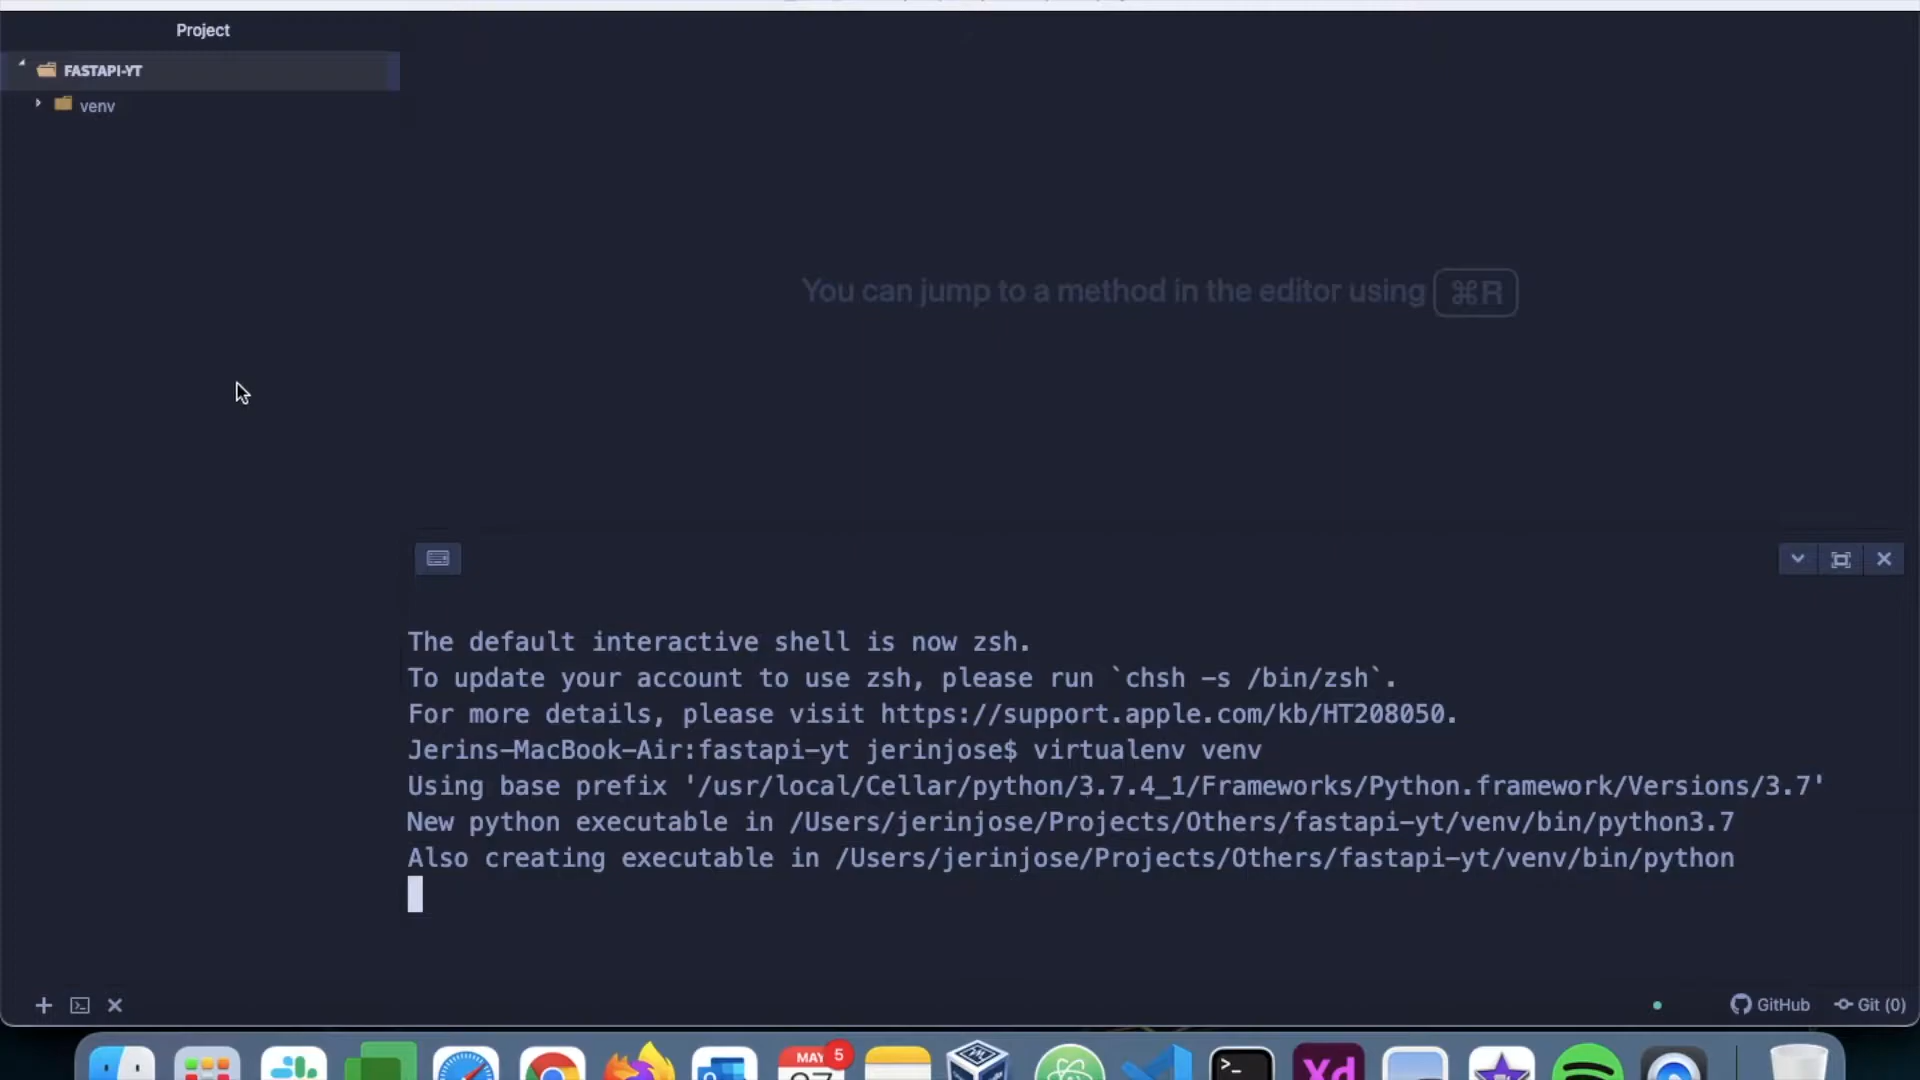 Project
FASTAPI-YT
venv
You can jump to a method in the editor using ⌘R
The default interactive shell is now zsh.
To update your account to use zsh, please run `chsh -s /bin/zsh`.
For more details, please visit https://support.apple.com/kb/HT208050.
Jerins-MacBook-Air:fastapi-yt jerinjose$ virtualenv venv
Using base prefix '/usr/local/Cellar/python/3.7.4_1/Frameworks/Python.framework/Versions/3.7'
New python executable in /Users/jerinjose/Projects/Others/fastapi-yt/venv/bin/python3.7
Also creating executable in /Users/jerinjose/Projects/Others/fastapi-yt/venv/bin/python
GitHub
Git (0)
MAY
5
Xd